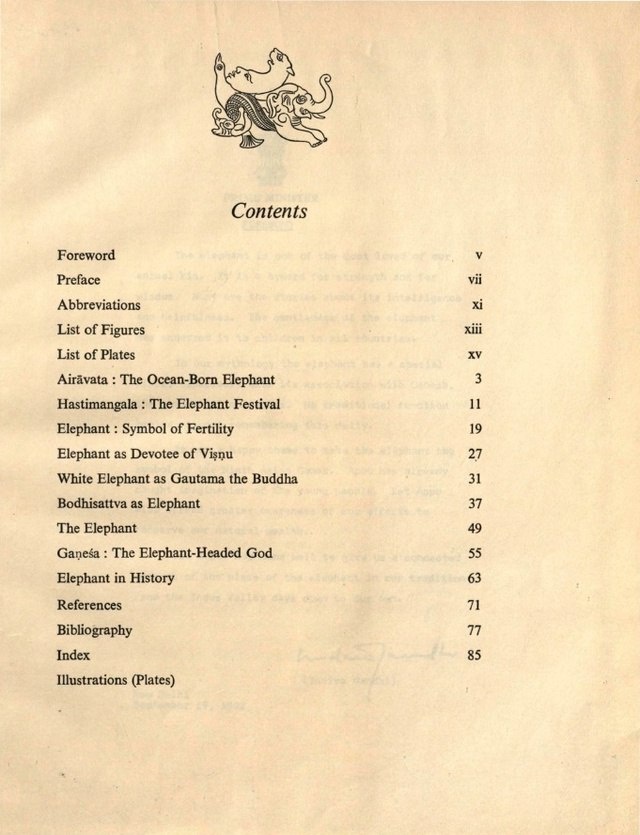 Contents
Foreword v
Preface vii
Abbreviations xi
List of Figures xiii
List of Plates xv
Airāvata : The Ocean-Born Elephant 3
Hastimangala : The Elephant Festival 11
Elephant : Symbol of Fertility 19
Elephant as Devotee of Viṣṇu 27
White Elephant as Gautama the Buddha 31
Bodhisattva as Elephant 37
The Elephant 49
Gaṇeśa : The Elephant-Headed God 55
Elephant in History 63
References 71
Bibliography 77
Index 85
Illustrations (Plates)